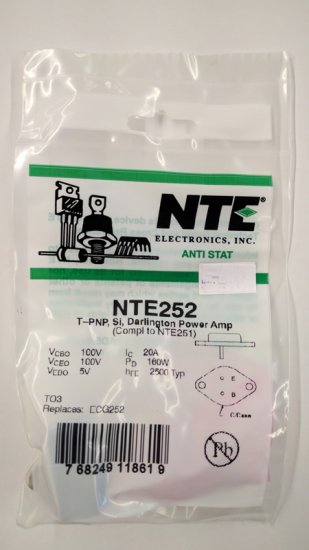 NTE®
ELECTRONICS, INC.
ANTI STAT
NTE252
T-PNP, Si, Darlington Power Amp
(Compl to NTE251)
VCBO 100V IC 20A
VCEO 100V PD 160W
VEBO 5V hFE 2500 Typ
E
B
C/Case
TO3
Replaces: ECG252
7 68249 11861 9
Pb